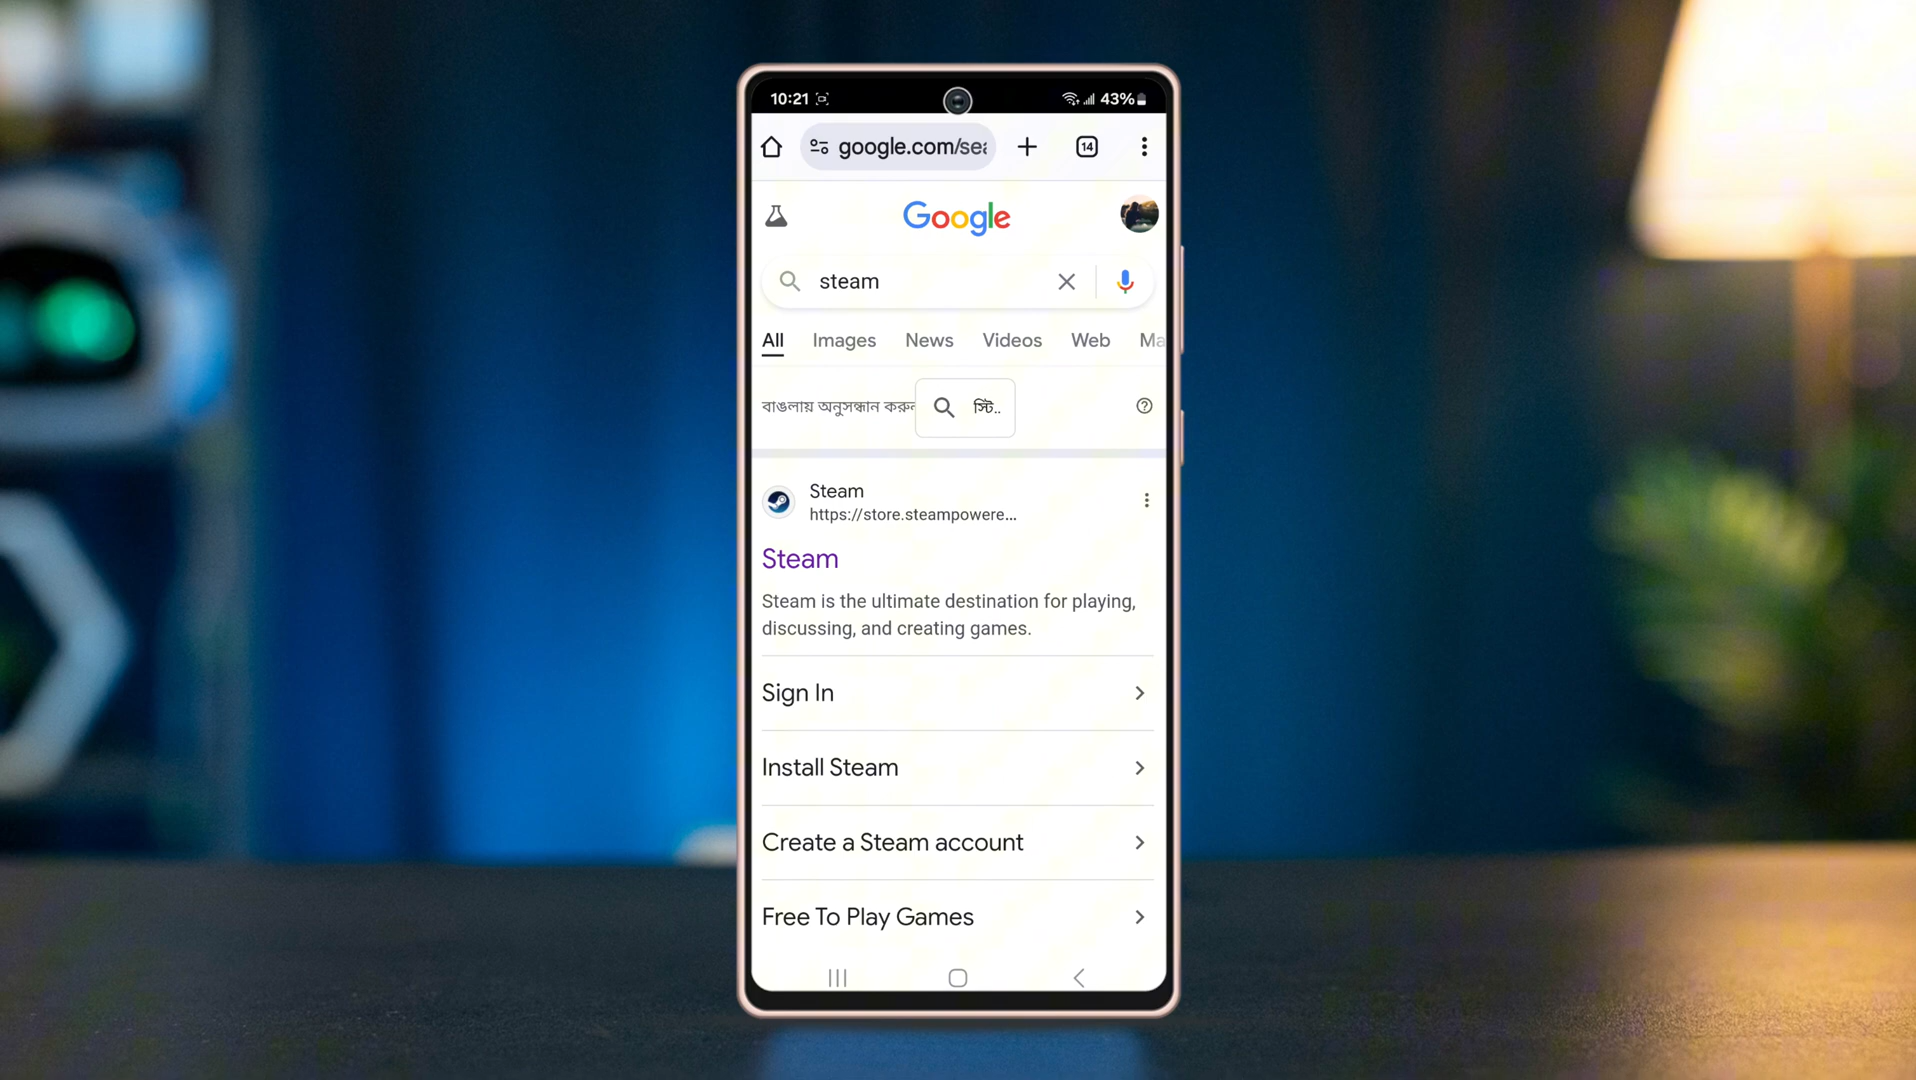 10:21
43%
google.com/sea
14
Google
steam
All Images News Videos Web Ma
বাঙলায় অনুসন্ধান করুন
স্টি..
Steam
https://store.steampowere...
Steam
Steam is the ultimate destination for playing,
discussing, and creating games.
Sign In
Install Steam
Create a Steam account
Free To Play Games